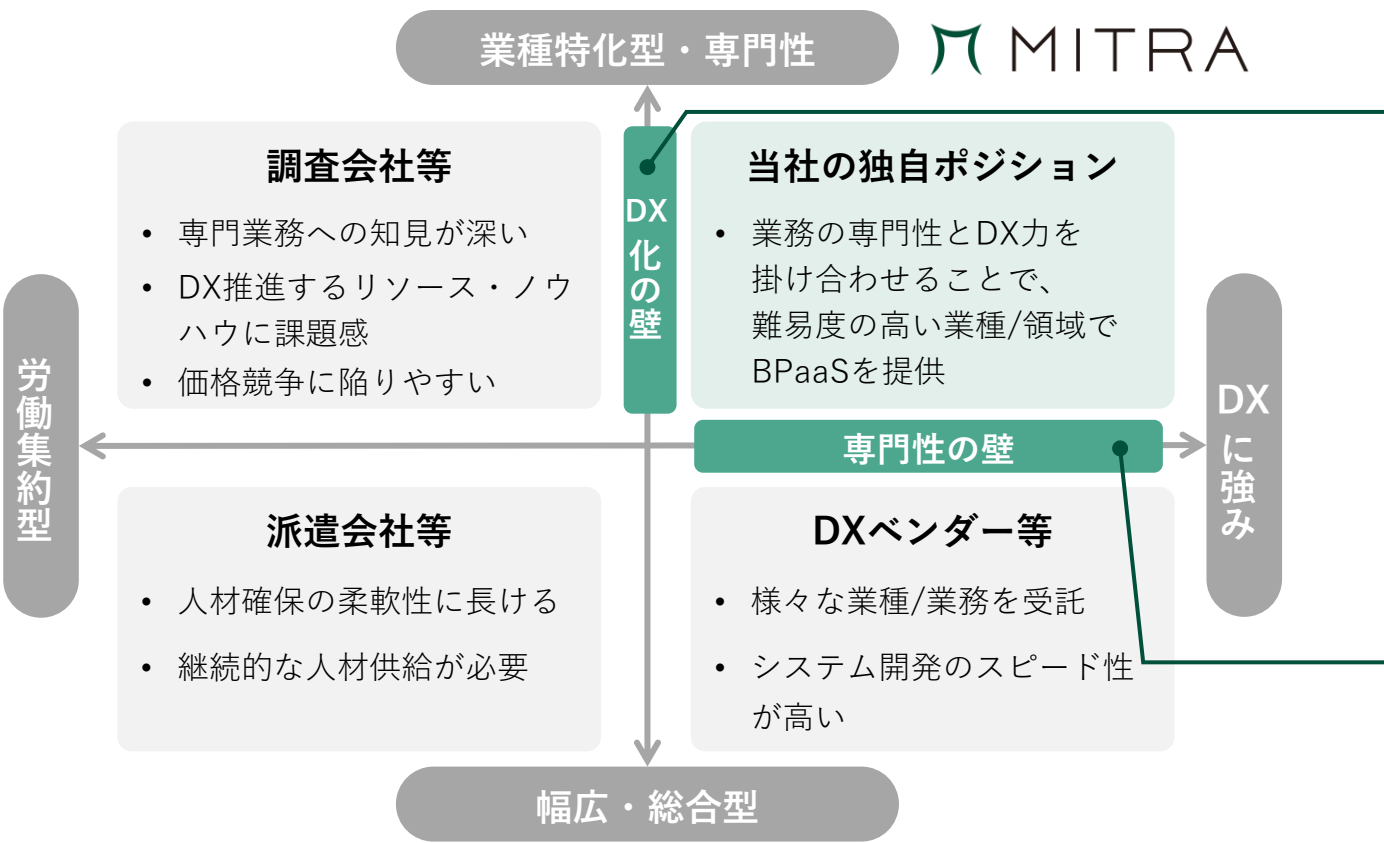 業種特化型・専門性
MITRA
調査会社等
• 専門業務への知見が深い
• DX推進するリソース・ノウ
ハウに課題感
• 価格競争に陥りやすい
DX化の壁
当社の独自ポジション
• 業務の専門性とDX力を
掛け合わせることで、
難易度の高い業種/領域で
BPaaSを提供
労働集約型
専門性の壁
DXに強み
派遣会社等
• 人材確保の柔軟性に長ける
• 継続的な人材供給が必要
DXベンダー等
• 様々な業種/業務を受託
• システム開発のスピード性
が高い
幅広・総合型